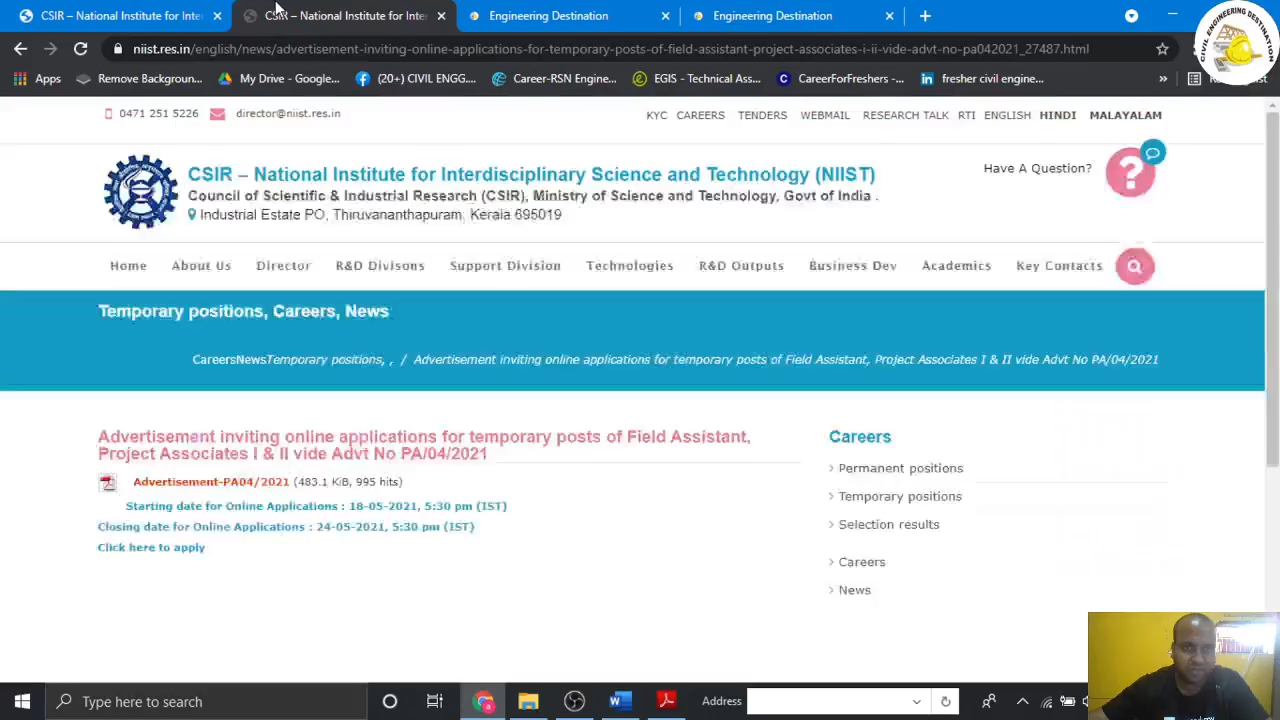 CSIR – National Institute for Inter
CSIR – National Institute for Inter
Engineering Destination
Engineering Destination
niist.res.in/english/news/advertisement-inviting-online-applications-for-temporary-posts-of-field-assistant-project-associates-i-ii-vide-advt-no-pa042021_27487.html
Apps
Remove Backgroun...
My Drive - Google...
(20+) CIVIL ENGG...
Career-RSN Engine...
EGIS - Technical Ass...
CareerForFreshers -...
fresher civil engine...
CIVIL ENGINEERING DESTINATION
0471 251 5226
director@niist.res.in
KYC CAREERS TENDERS WEBMAIL RESEARCH TALK RTI ENGLISH HINDI MALAYALAM
CSIR – National Institute for Interdisciplinary Science and Technology (NIIST)
Council of Scientific & Industrial Research (CSIR), Ministry of Science and Technology, Govt of India .
Industrial Estate PO, Thiruvananthapuram, Kerala 695019
Have A Question?
Home About Us Director R&D Divisons Support Division Technologies R&D Outputs Business Dev Academics Key Contacts
Temporary positions, Careers, News
CareersNewsTemporary positions, , / Advertisement inviting online applications for temporary posts of Field Assistant, Project Associates I & II vide Advt No PA/04/2021
Advertisement inviting online applications for temporary posts of Field Assistant,
Project Associates I & II vide Advt No PA/04/2021
Advertisement-PA04/2021 (483.1 KiB, 995 hits)
Starting date for Online Applications : 18-05-2021, 5:30 pm (IST)
Closing date for Online Applications : 24-05-2021, 5:30 pm (IST)
Click here to apply
Careers
Permanent positions
Temporary positions
Selection results
Careers
News
Type here to search
Address